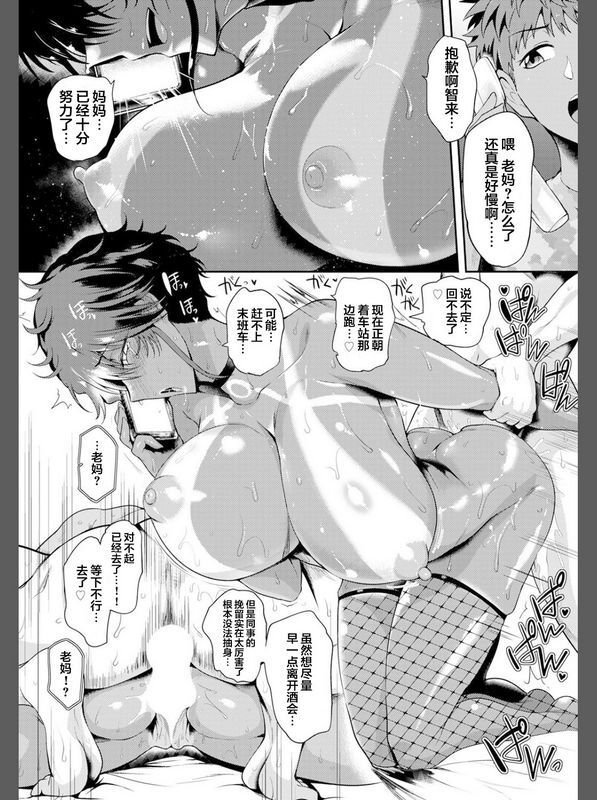 抱歉啊智来…
喂 老妈？怎么了
还真是好慢啊……
妈妈…
已经十分
努力了…
说不定…
回不去了
♡
现在正朝
着车站那
边跑…♡
可能…
赶不上
末班车…
がくっ
がくっ♡
ほっ
ほっ
ぱんっ
ぱんっ♡
ぱんっ
…老妈？
对不起
已经去了…！！
等下不行…
去了♡
老妈！？
但是同事的
挽留实在太厉害了
根本没法抽身…
虽然想尽量
早一点离开酒会…
ぱんっ♡
ぱんっ
ぱんっ